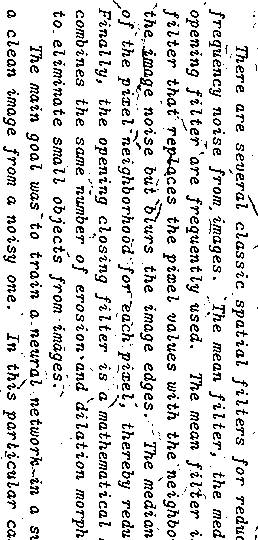 There are several classic spatial filters for reduc
frequency noise from images. The mean filter, the med
opening filter are frequently used. The mean filter i
filter that replaces the pixel values with the neighbo
the image noise but blurs the image edges. The median
of the pixel neighborhood for each pixel, thereby redu
Finally, the opening closing filter is a mathematical
combines the same number of erosion and dilation morph
to eliminate small objects from images.
The main goal was to train a neural network in a su
a clean image from a noisy one. In this particular ca